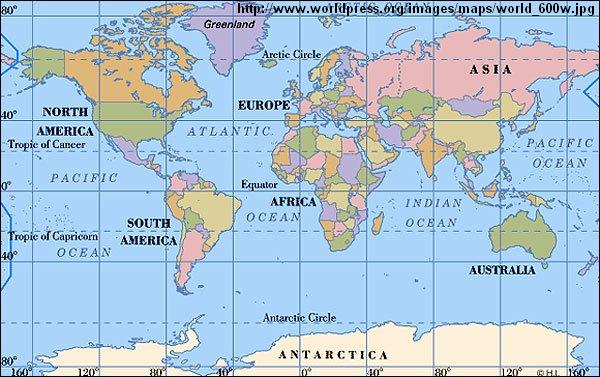 80°
http://www.worldpress.org/images/maps/world_600w.jpg
Greenland
Arctic Circle
ASIA
EUROPE
NORTH
AMERICA
40°
ATLANTIC
Tropic of Cancer
PACIFIC
OCEAN
PACIFIC
Equator
0°
AFRICA
INDIAN
OCEAN
OCEAN
SOUTH
AMERICA
Tropic of Capricorn
OCEAN
40°
AUSTRALIA
Antarctic Circle
ANTARCTICA
80°
160° 120° 80° 40° 0° 40° 80° 120° © H.I. 160°